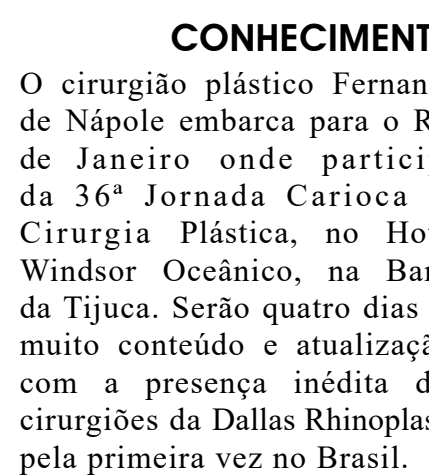 CONHECIMENT
O cirurgião plástico Fernan
de Nápole embarca para o R
de Janeiro onde partici
da 36ª Jornada Carioca
Cirurgia Plástica, no Ho
Windsor Oceânico, na Bar
da Tijuca. Serão quatro dias
muito conteúdo e atualizaçã
com a presença inédita d
cirurgiões da Dallas Rhinoplas
pela primeira vez no Brasil.